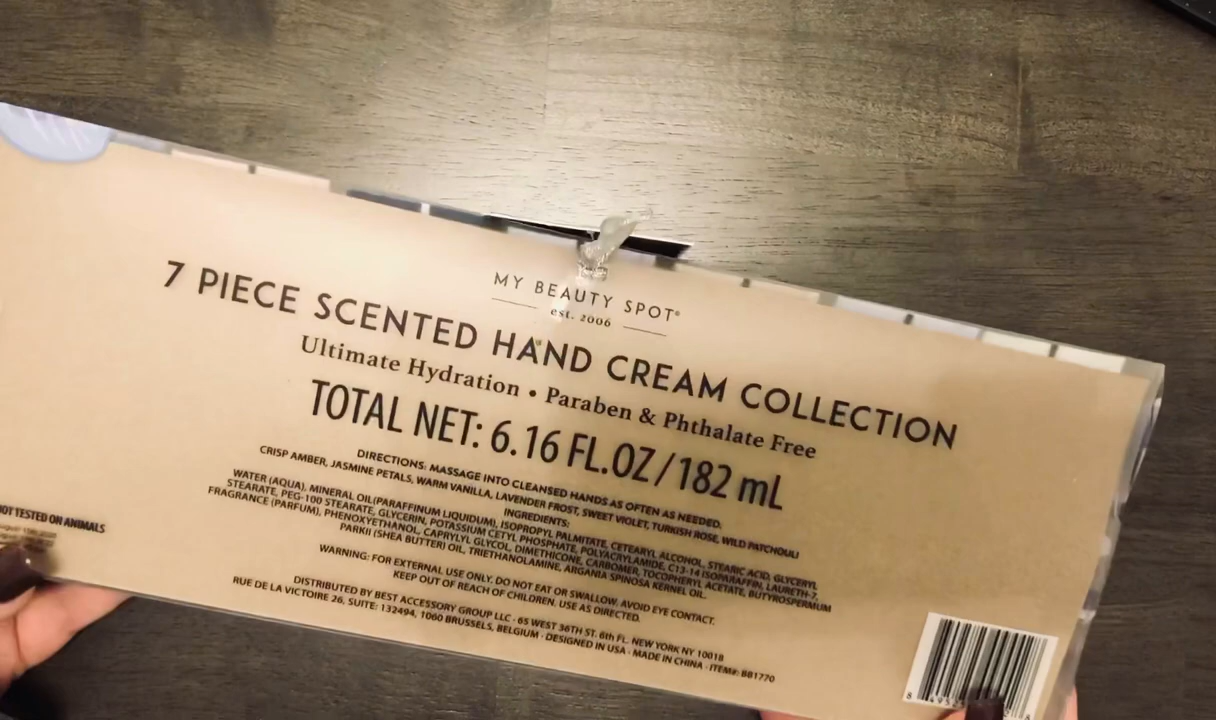 MY BEAUTY SPOT®
est. 2006
7 PIECE SCENTED HAND CREAM COLLECTION
Ultimate Hydration • Paraben & Phthalate Free
TOTAL NET: 6.16 FL.OZ/182 mL
DIRECTIONS: MASSAGE INTO CLEANSED HANDS AS OFTEN AS NEEDED.
CRISP AMBER, JASMINE PETALS, WARM VANILLA, LAVENDER FROST, SWEET VIOLET, TURKISH ROSE, WILD PATCHOULI
INGREDIENTS:
WATER (AQUA), MINERAL OIL(PARAFFINUM LIQUIDUM), ISOPROPYL PALMITATE, CETEARYL ALCOHOL, STEARIC ACID, GLYCERYL
STEARATE, PEG-100 STEARATE, GLYCERIN, POTASSIUM CETYL PHOSPHATE, POLYACRYLAMIDE, C13-14 ISOPARAFFIN, LAURETH-7,
FRAGRANCE (PARFUM), PHENOXYETHANOL, CAPRYLYL GLYCOL, DIMETHICONE, CARBOMER, TOCOPHERYL ACETATE, BUTYROSPERMUM
PARKII (SHEA BUTTER) OIL, TRIETHANOLAMINE, ARGANIA SPINOSA KERNEL OIL.
WARNING: FOR EXTERNAL USE ONLY. DO NOT EAT OR SWALLOW. AVOID EYE CONTACT.
KEEP OUT OF REACH OF CHILDREN. USE AS DIRECTED.
DISTRIBUTED BY BEST ACCESSORY GROUP LLC · 65 WEST 36TH ST. 6th FL. NEW YORK NY 10018
RUE DE LA VICTOIRE 26, SUITE: 132494, 1060 BRUSSELS, BELGIUM · DESIGNED IN USA · MADE IN CHINA · ITEM#: BB1770
NOT TESTED OR ANIMALS